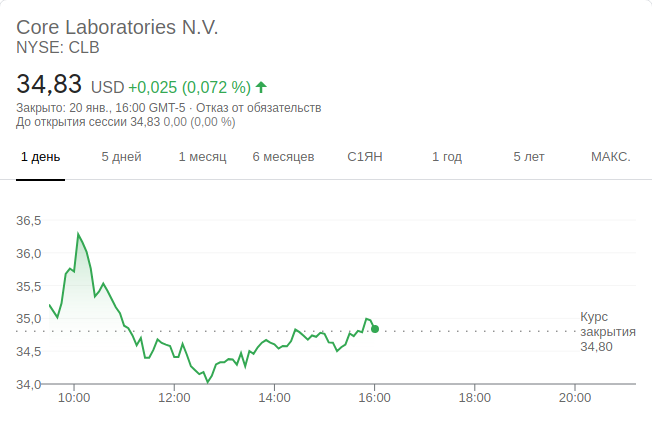 Core Laboratories N.V.
NYSE: CLB
34,83 USD +0,025 (0,072 %)
Закрыто: 20 янв., 16:00 GMT-5 · Отказ от обязательств
До открытия сессии 34,83 0,00 (0,00 %)
1 день 5 дней 1 месяц 6 месяцев С1ЯН 1 год 5 лет МАКС.
36,5
36,0
35,5
35,0
34,5
34,0
Курс
закрытия
34,80
10:00 12:00 14:00 16:00 18:00 20:00